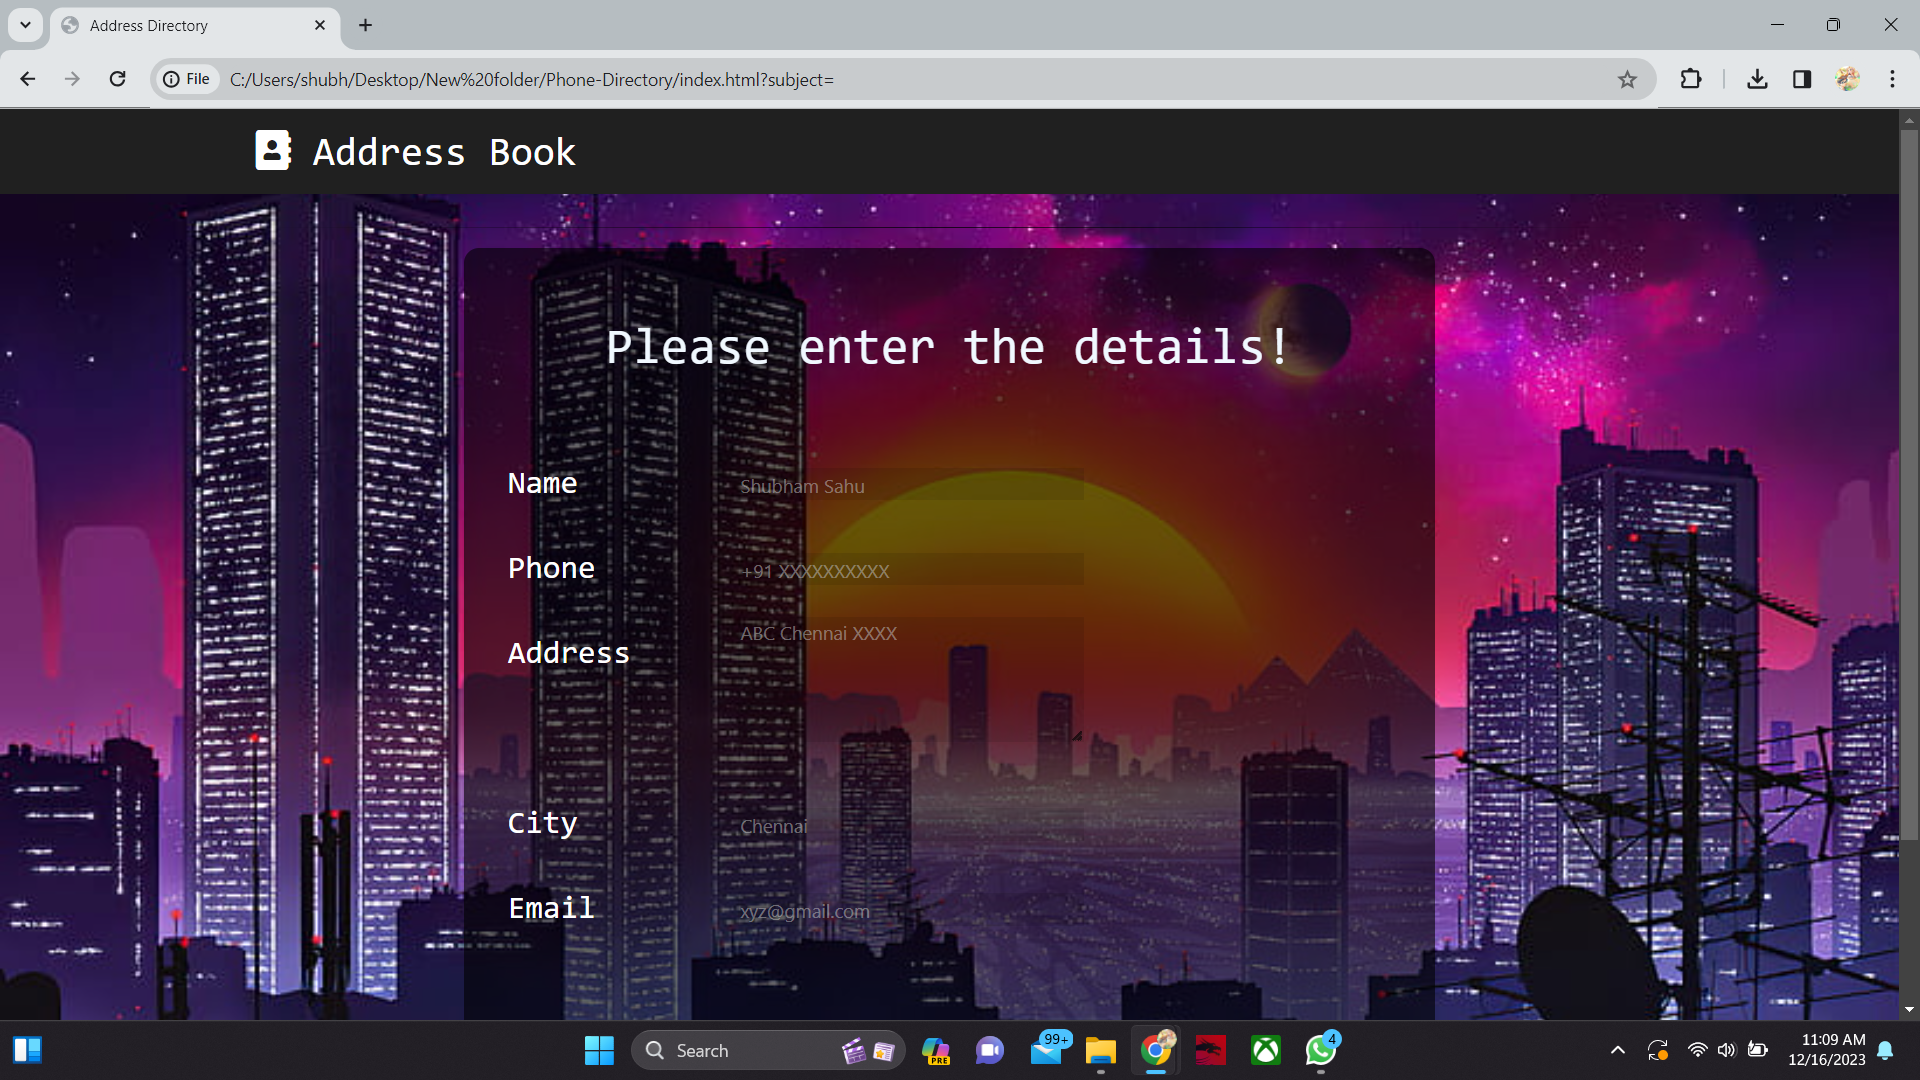 Address Directory
File
C:/Users/shubh/Desktop/New%20folder/Phone-Directory/index.html?subject=
Address Book
Please enter the details!
Name
Shubham Sahu
Phone
+91 XXXXXXXXXX
Address
ABC Chennai XXXX
City
Chennai
Email
xyz@gmail.com
Search
PRE
99+
4
11:09 AM
12/16/2023